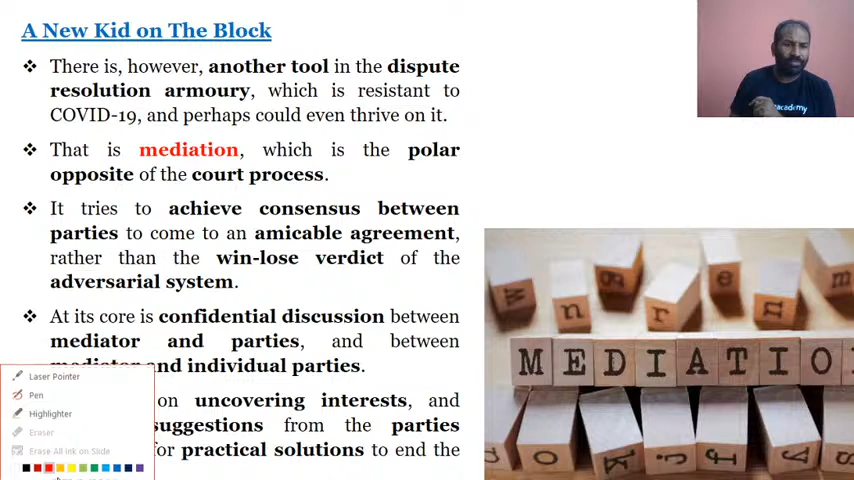 A New Kid on The Block
❖ There is, however, another tool in the dispute
resolution armoury, which is resistant to
COVID-19, and perhaps could even thrive on it.
❖ That is mediation, which is the polar
opposite of the court process.
❖ It tries to achieve consensus between
parties to come to an amicable agreement,
rather than the win-lose verdict of the
adversarial system.
❖ At its core is confidential discussion between
mediator and parties, and between
mediator and individual parties.
on uncovering interests, and
suggestions from the parties
for practical solutions to end the
Laser Pointer
Pen
Highlighter
Eraser
Erase All Ink on Slide
academy
w n g r e n m
MEDIATIO
o k j f a s